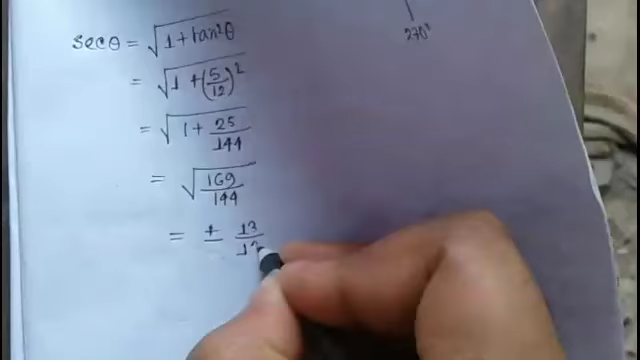 secθ = √(1 + tan²θ)
= √(1 + (5/12)²)
= √(1 + 25/144)
= √(169/144)
= ± 13/12
270°